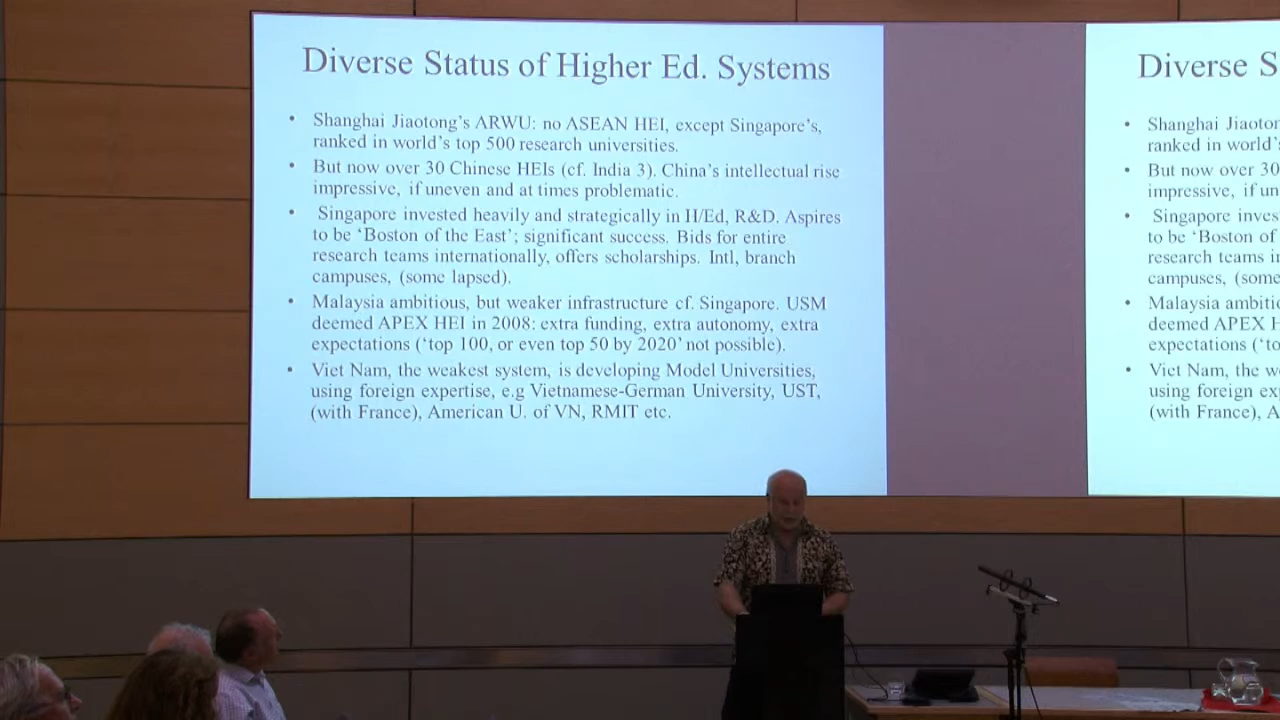 Diverse Status of Higher Ed. Systems
• Shanghai Jiaotong's ARWU: no ASEAN HEI, except Singapore's,
ranked in world's top 500 research universities.
• But now over 30 Chinese HEIs (cf. India 3). China's intellectual rise
impressive, if uneven and at times problematic.
• Singapore invested heavily and strategically in H/Ed, R&D. Aspires
to be 'Boston of the East'; significant success. Bids for entire
research teams internationally, offers scholarships. Intl, branch
campuses, (some lapsed).
• Malaysia ambitious, but weaker infrastructure cf. Singapore. USM
deemed APEX HEI in 2008: extra funding, extra autonomy, extra
expectations ('top 100, or even top 50 by 2020' not possible).
• Viet Nam, the weakest system, is developing Model Universities,
using foreign expertise, e.g Vietnamese-German University, UST,
(with France), American U. of VN, RMIT etc.
Diverse S
• Shanghai Jiaoton
ranked in world's
• But now over 30
impressive, if un
• Singapore inves
to be 'Boston of
research teams i
campuses, (some
• Malaysia ambitio
deemed APEX H
expectations ('to
• Viet Nam, the w
using foreign ex
(with France), A